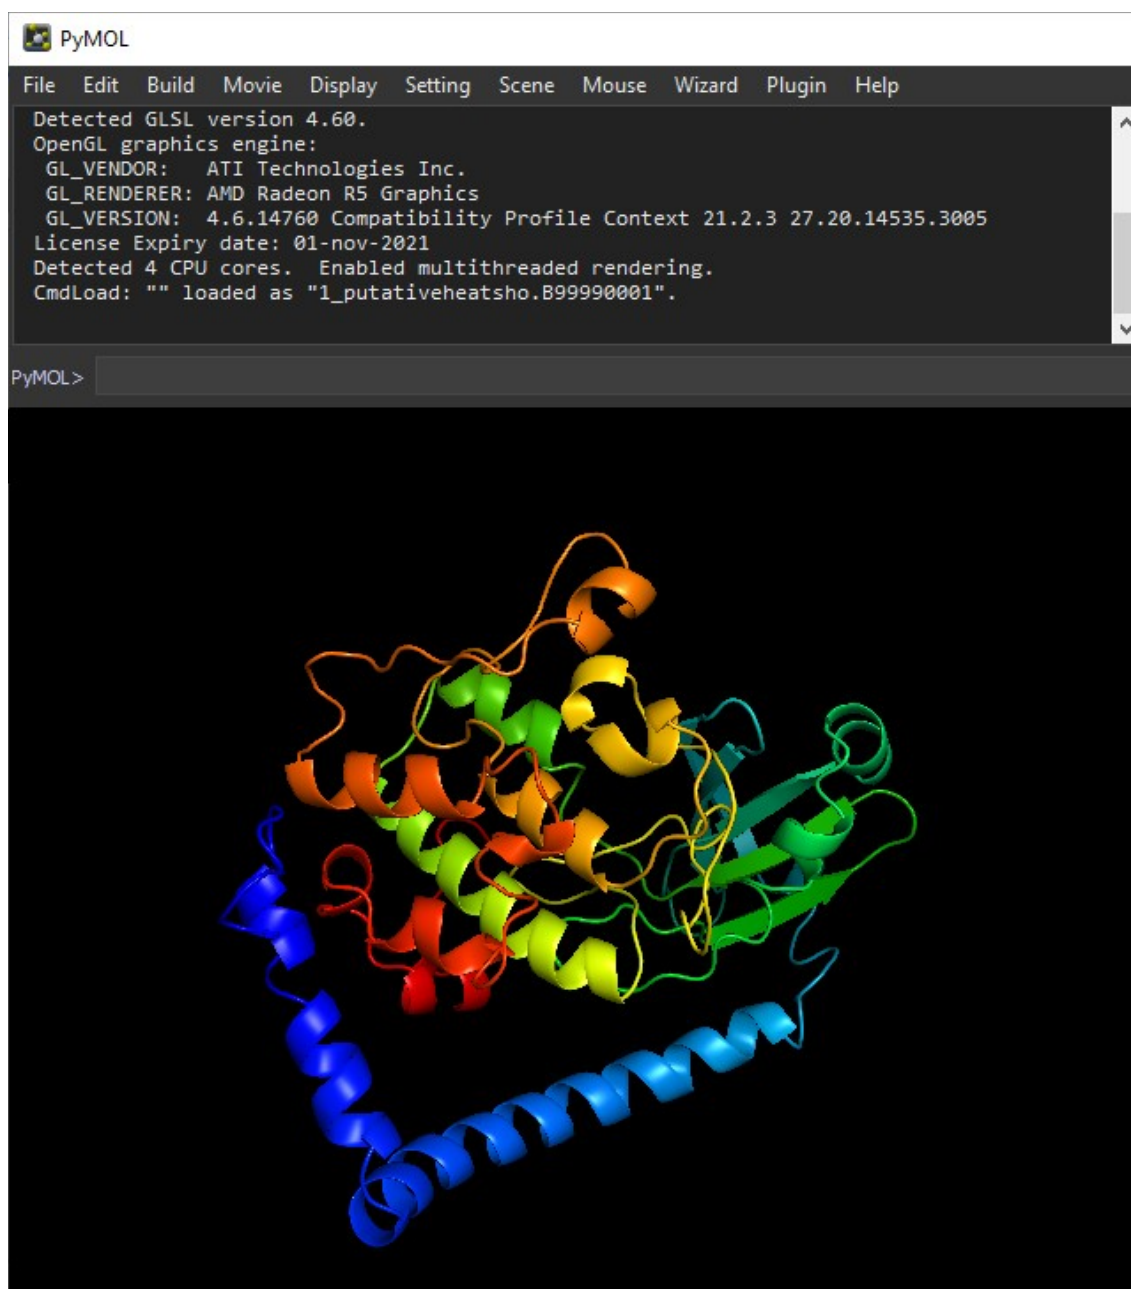 PyMOL
File Edit Build Movie Display Setting Scene Mouse Wizard Plugin Help
Detected GLSL version 4.60.
OpenGL graphics engine:
GL_VENDOR: ATI Technologies Inc.
GL_RENDERER: AMD Radeon R5 Graphics
GL_VERSION: 4.6.14760 Compatibility Profile Context 21.2.3 27.20.14535.3005
License Expiry date: 01-nov-2021
Detected 4 CPU cores. Enabled multithreaded rendering.
CmdLoad: "" loaded as "1_putativeheatsho.B99990001".
PyMOL>